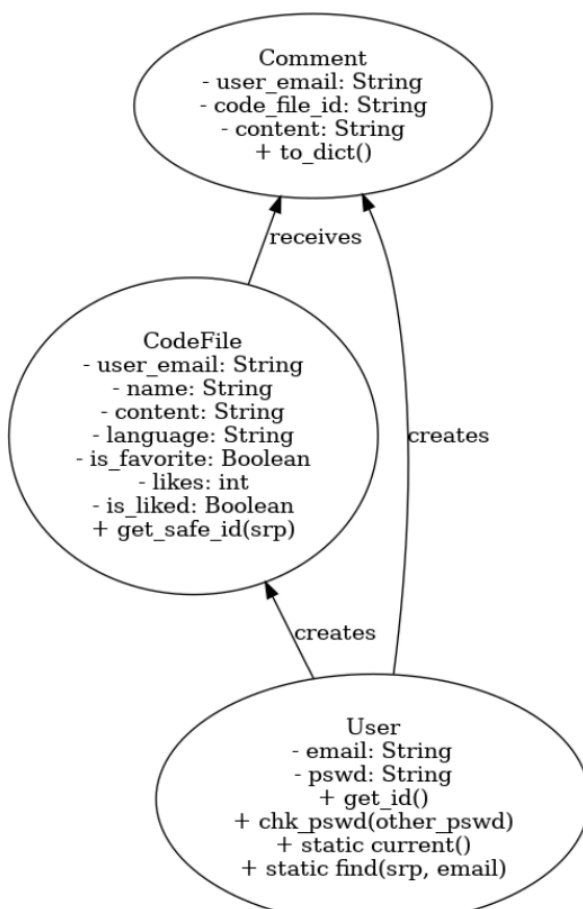 Comment
- user_email: String
- code_file_id: String
- content: String
+ to_dict()
receives
CodeFile
- user_email: String
- name: String
- content: String
- language: String
- is_favorite: Boolean
- likes: int
- is_liked: Boolean
+ get_safe_id(srp)
creates
creates
User
- email: String
- pswd: String
+ get_id()
+ chk_pswd(other_pswd)
+ static current()
+ static find(srp, email)